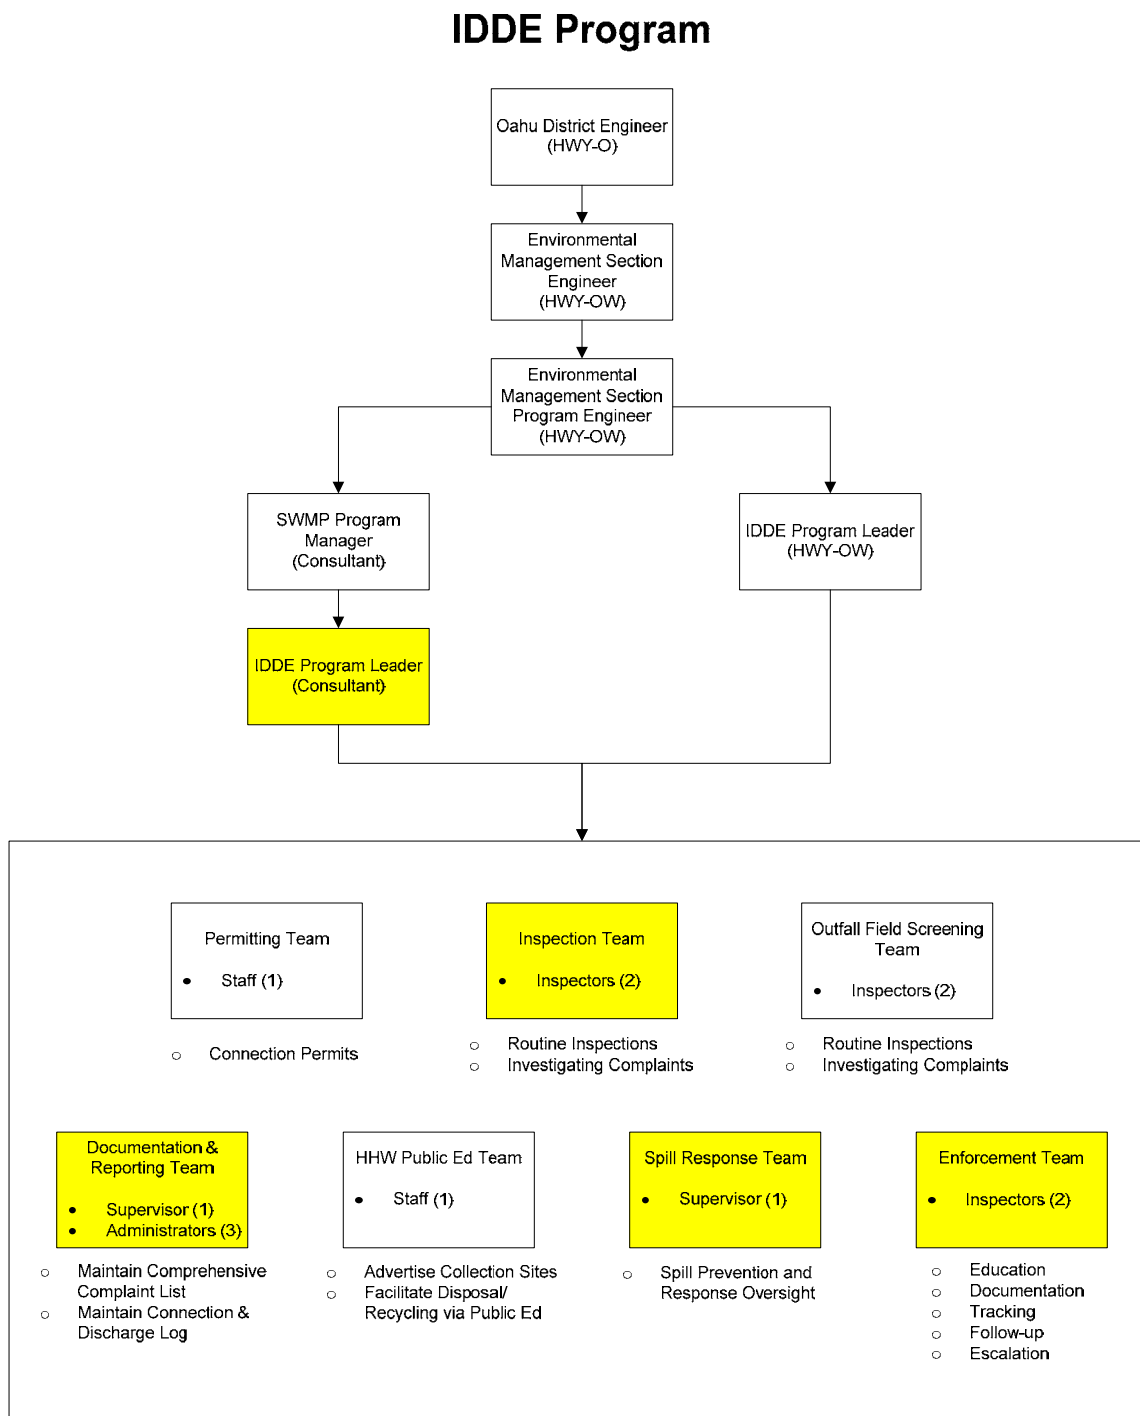 IDDE Program
Oahu District Engineer
(HWY-O)
Environmental
Management Section
Engineer
(HWY-OW)
Environmental
Management Section
Program Engineer
(HWY-OW)
SWMP Program
Manager
(Consultant)
IDDE Program Leader
(HWY-OW)
IDDE Program Leader
(Consultant)
Permitting Team
• Staff (1)
○ Connection Permits
Inspection Team
• Inspectors (2)
○ Routine Inspections
○ Investigating Complaints
Outfall Field Screening
Team
• Inspectors (2)
○ Routine Inspections
○ Investigating Complaints
Documentation &
Reporting Team
• Supervisor (1)
• Administrators (3)
○ Maintain Comprehensive
Complaint List
○ Maintain Connection &
Discharge Log
HHW Public Ed Team
• Staff (1)
○ Advertise Collection Sites
○ Facilitate Disposal/
Recycling via Public Ed
Spill Response Team
• Supervisor (1)
○ Spill Prevention and
Response Oversight
Enforcement Team
• Inspectors (2)
○ Education
○ Documentation
○ Tracking
○ Follow-up
○ Escalation